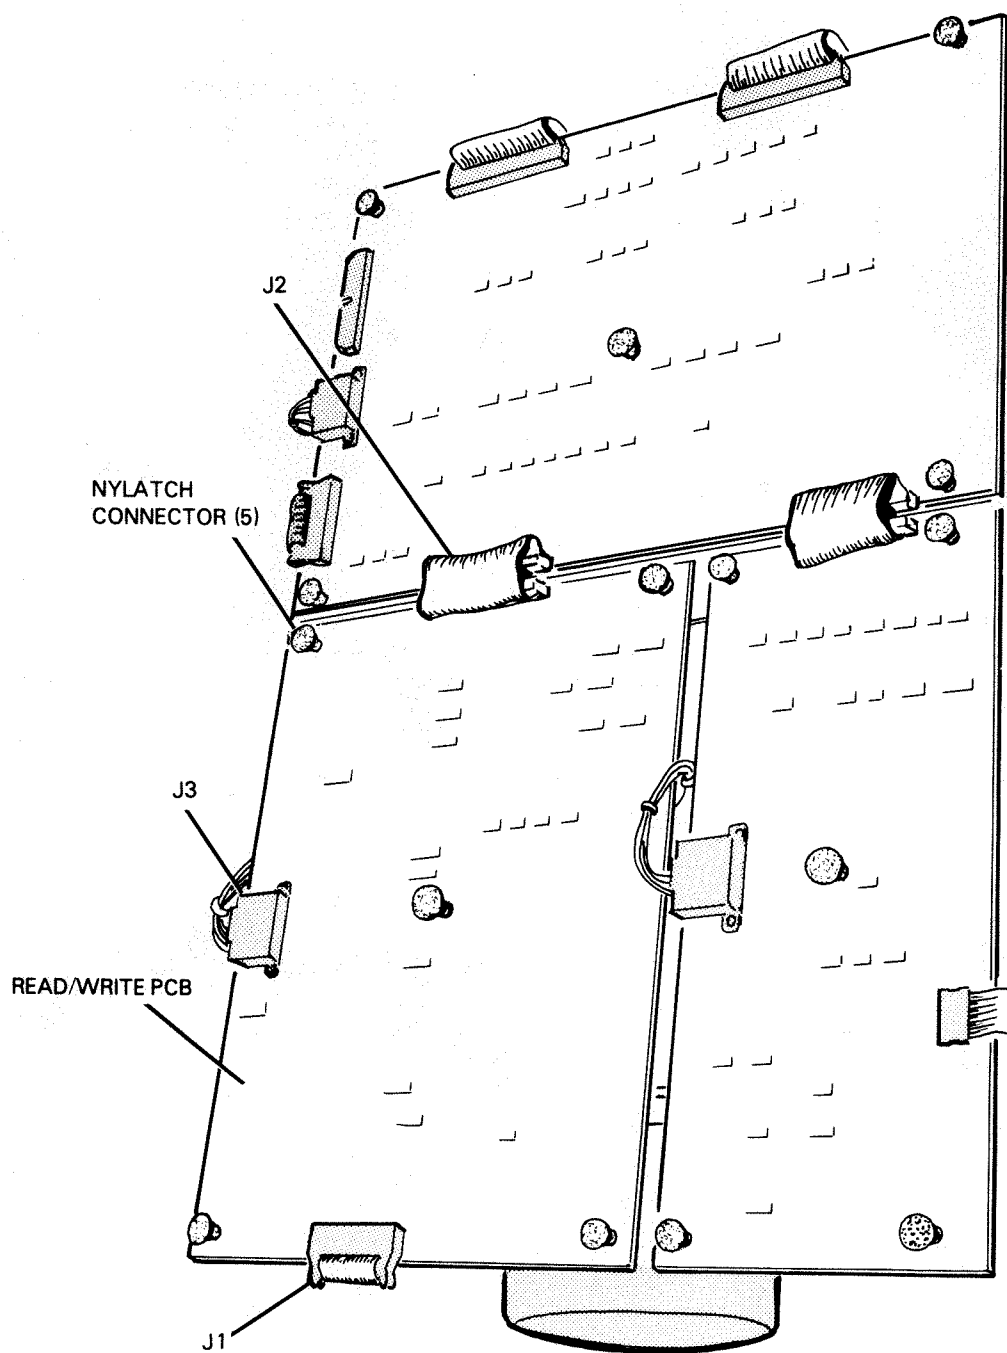 J2
NYLATCH
CONNECTOR (5)
J3
READ/WRITE PCB
J1